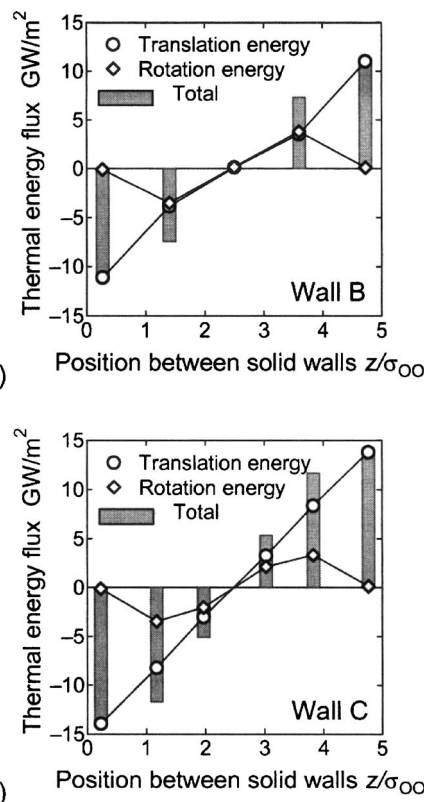 Thermal energy flux GW/m²
15
10
5
0
−5
−10
−15
Translation energy
Rotation energy
Total
Wall B
0 1 2 3 4 5
)
Position between solid walls z/σOO
Thermal energy flux GW/m²
15
10
5
0
−5
−10
−15
Translation energy
Rotation energy
Total
Wall C
0 1 2 3 4 5
)
Position between solid walls z/σOO